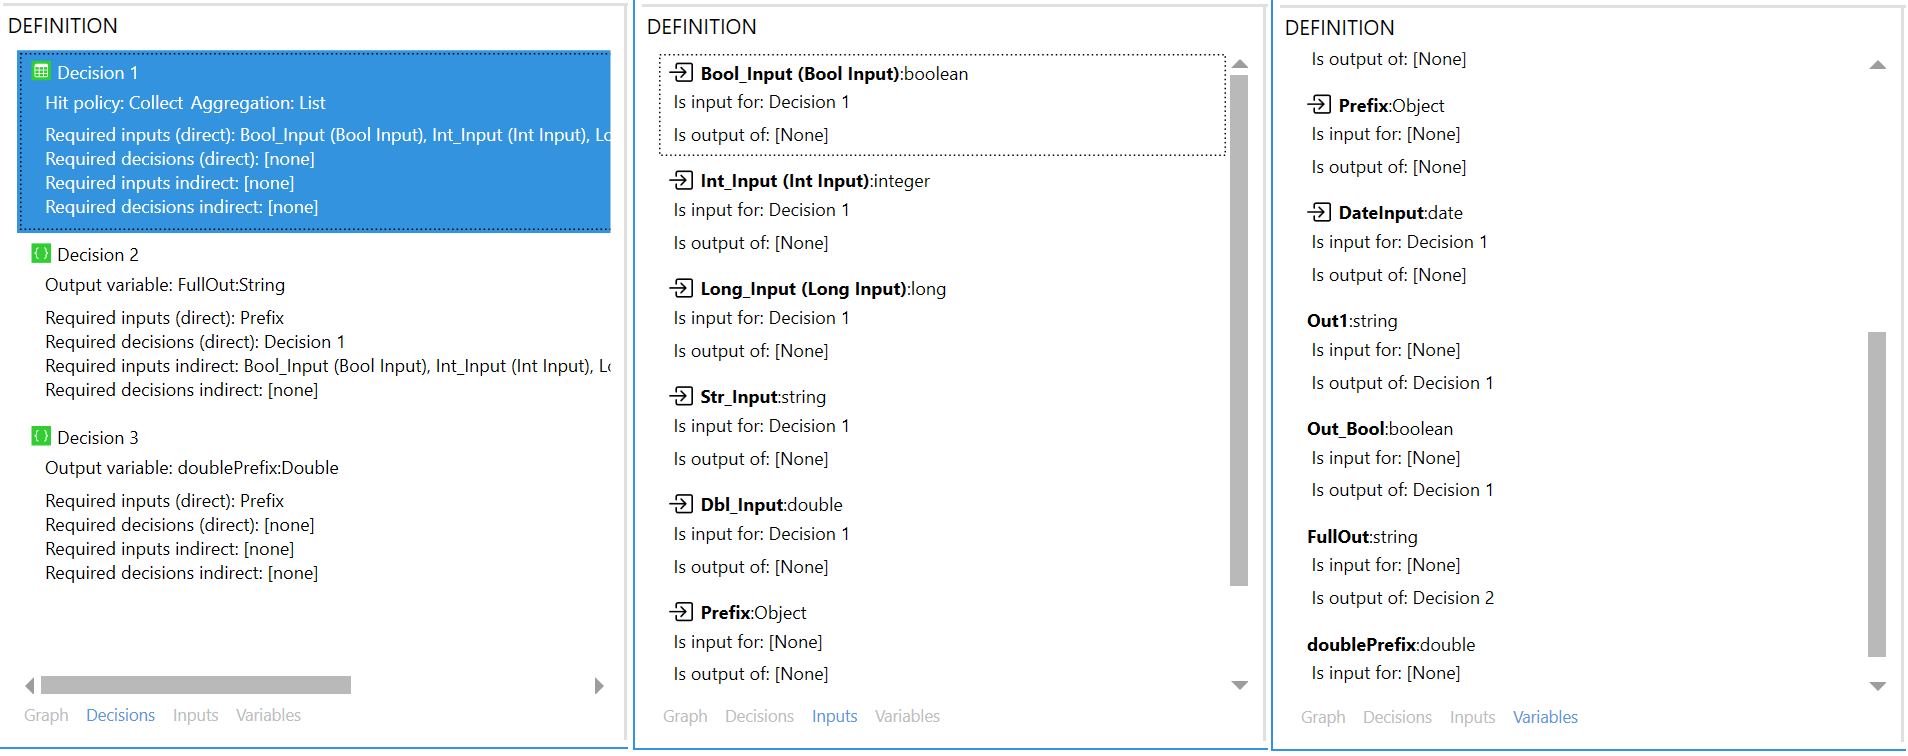 DEFINITION
Decision 1
Hit policy: Collect Aggregation: List
Required inputs (direct): Bool_Input (Bool Input), Int_Input (Int Input), Lo
Required decisions (direct): [none]
Required inputs indirect: [none]
Required decisions indirect: [none]
Decision 2
Output variable: FullOut:String
Required inputs (direct): Prefix
Required decisions (direct): Decision 1
Required inputs indirect: Bool_Input (Bool Input), Int_Input (Int Input), Lo
Required decisions indirect: [none]
Decision 3
Output variable: doublePrefix:Double
Required inputs (direct): Prefix
Required decisions (direct): [none]
Required inputs indirect: [none]
Required decisions indirect: [none]
Graph Decisions Inputs Variables
DEFINITION
Bool_Input (Bool Input):boolean
Is input for: Decision 1
Is output of: [None]
Int_Input (Int Input):integer
Is input for: Decision 1
Is output of: [None]
Long_Input (Long Input):long
Is input for: Decision 1
Is output of: [None]
Str_Input:string
Is input for: Decision 1
Is output of: [None]
Dbl_Input:double
Is input for: Decision 1
Is output of: [None]
Prefix:Object
Is input for: [None]
Is output of: [None]
Graph Decisions Inputs Variables
DEFINITION
Is output of: [None]
Prefix:Object
Is input for: [None]
Is output of: [None]
DateInput:date
Is input for: Decision 1
Is output of: [None]
Out1:string
Is input for: [None]
Is output of: Decision 1
Out_Bool:boolean
Is input for: [None]
Is output of: Decision 1
FullOut:string
Is input for: [None]
Is output of: Decision 2
doublePrefix:double
Is input for: [None]
Graph Decisions Inputs Variables